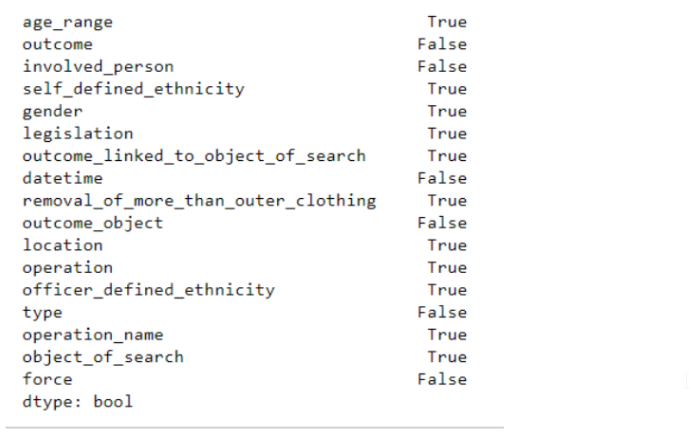 age_range True
outcome False
involved_person False
self_defined_ethnicity True
gender True
legislation True
outcome_linked_to_object_of_search True
datetime False
removal_of_more_than_outer_clothing True
outcome_object False
location True
operation True
officer_defined_ethnicity True
type False
operation_name True
object_of_search True
force False
dtype: bool